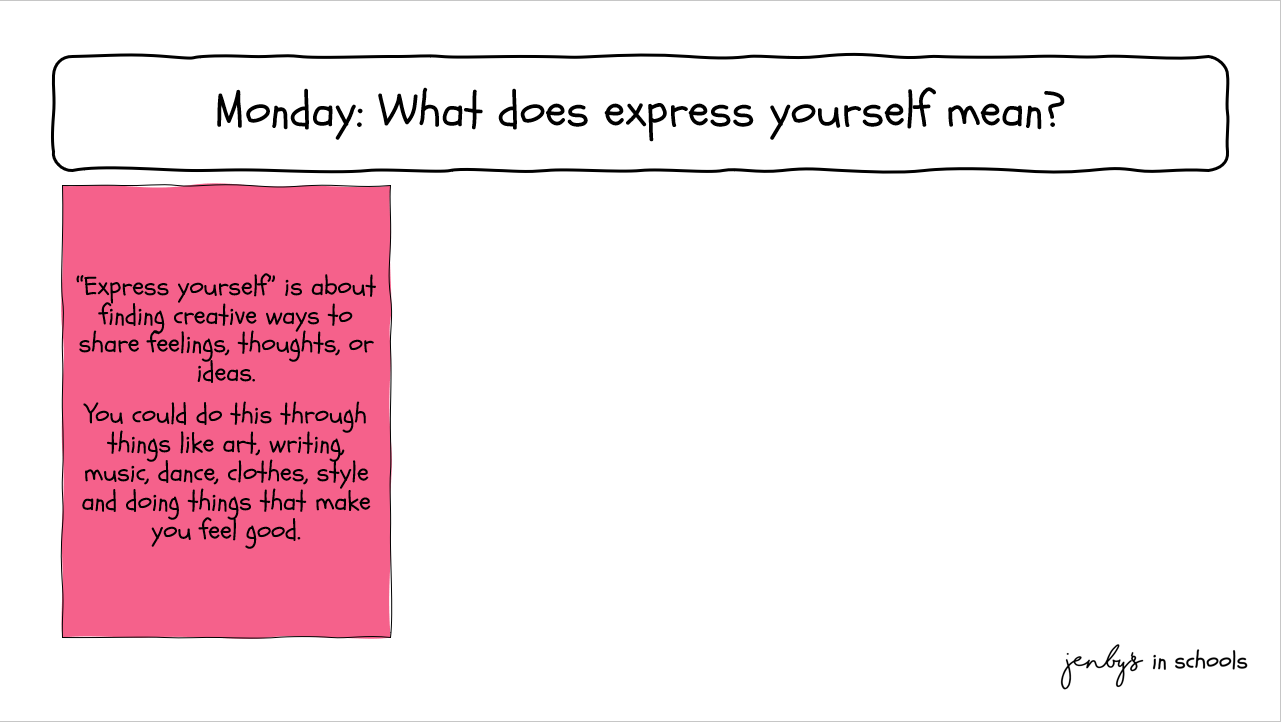 Monday: What does express yourself mean?
“Express yourself” is about
finding creative ways to
share feelings, thoughts, or
ideas.
You could do this through
things like art, writing,
music, dance, clothes, style
and doing things that make
you feel good.
jenby's in schools